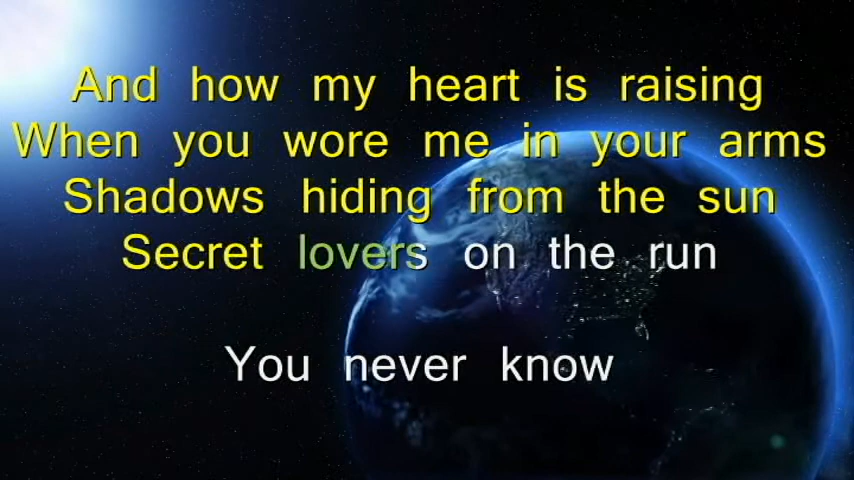 And how my heart is raising
When you wore me in your arms
Shadows hiding from the sun
Secret lovers on the run
You never know